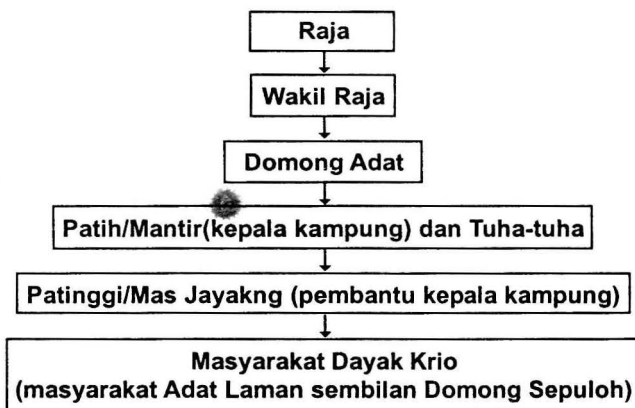 Raja
Wakil Raja
Domong Adat
Patih/Mantir(kepala kampung) dan Tuha-tuha
Patinggi/Mas Jayakng (pembantu kepala kampung)
Masyarakat Dayak Krio
(masyarakat Adat Laman sembilan Domong Sepuloh)